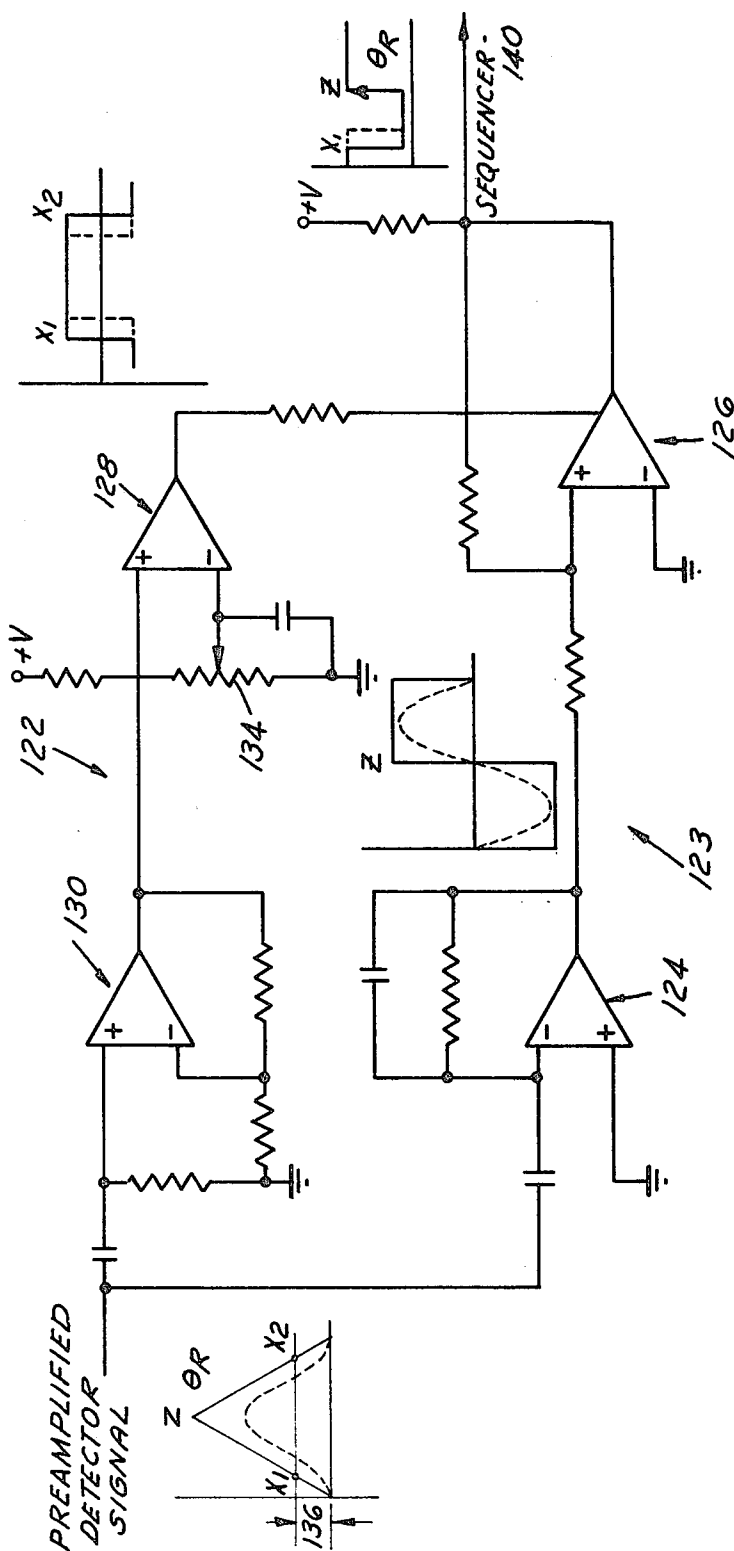 PREAMPLIFIED
DETECTOR
SIGNAL
Z
θR
X1
X2
136
130
+
-
122
+V
134
128
+
-
X1
X2
124
-
+
123
Z
126
+
-
+V
X1
Z
θR
SEQUENCER-
140